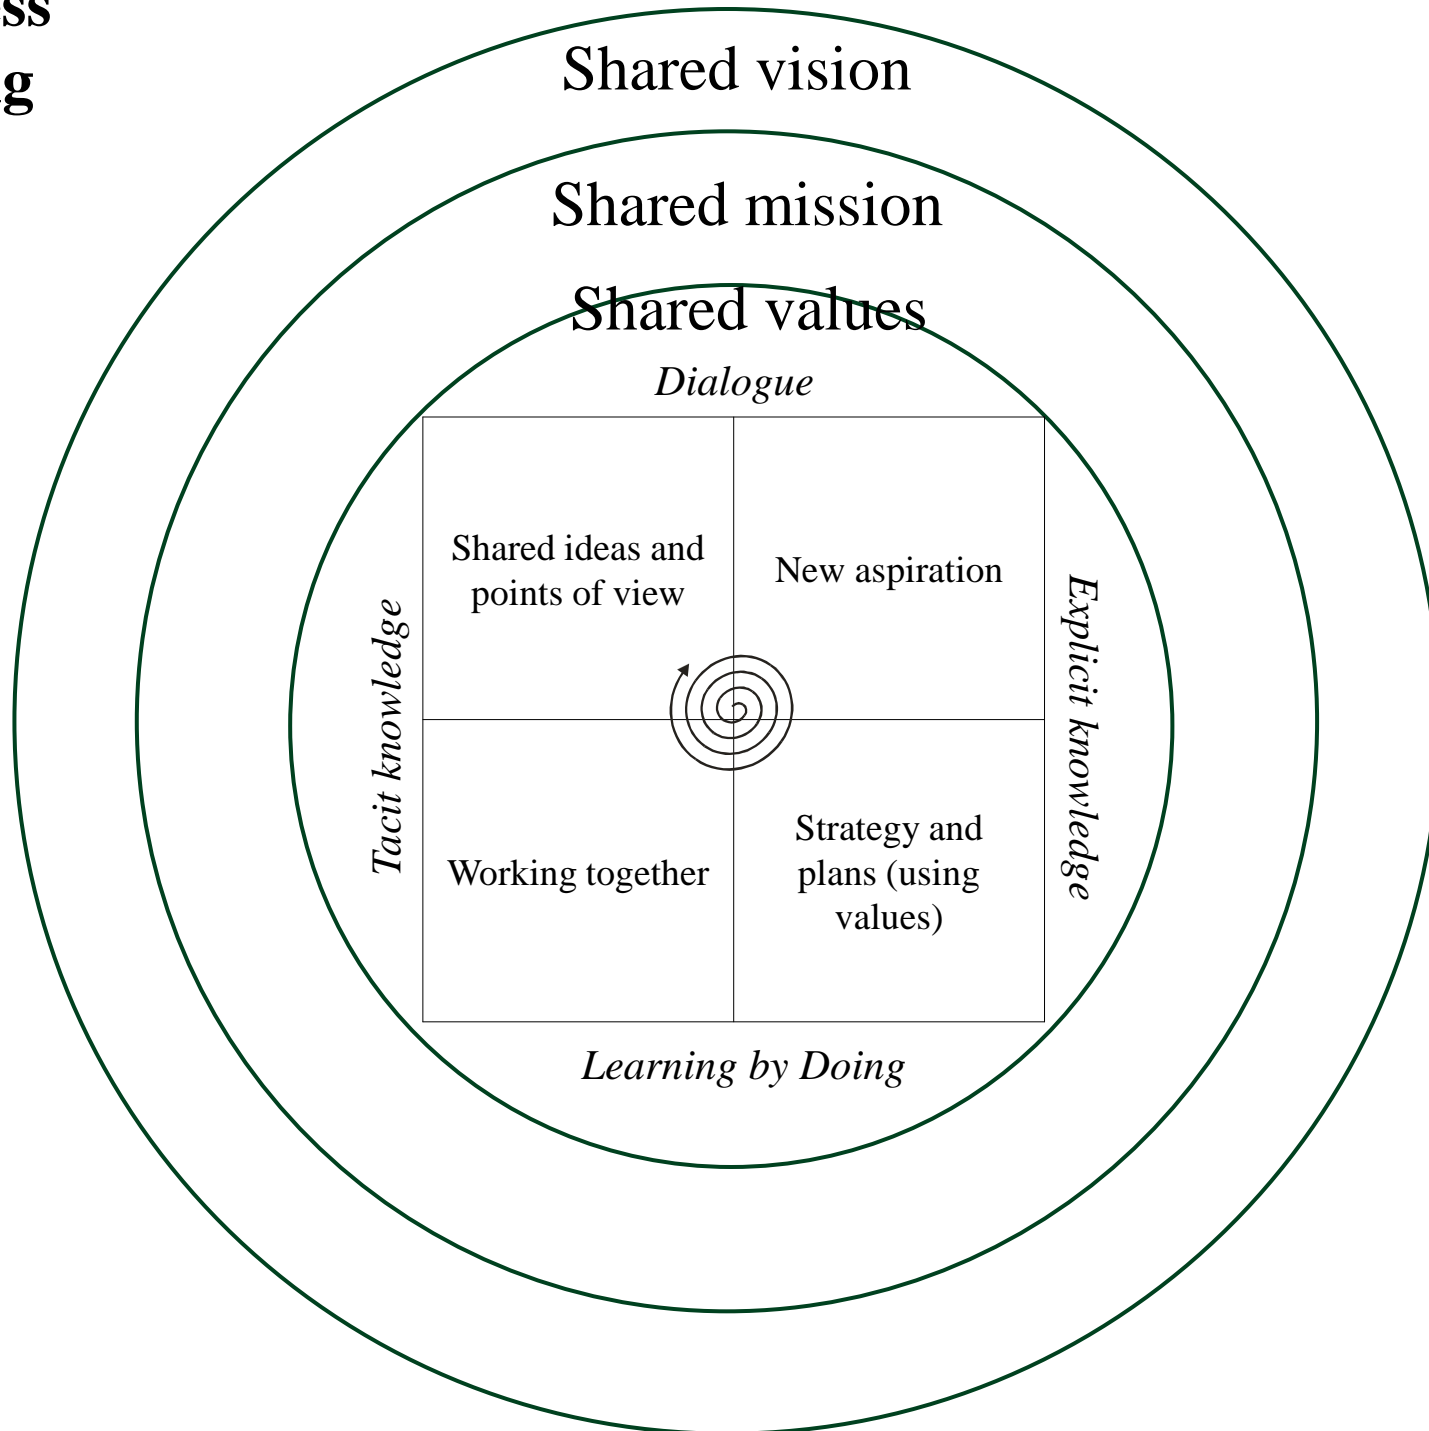 ss
g
Shared vision
Shared mission
Shared values
Dialogue
Shared ideas and
points of view
New aspiration
Tacit knowledge
Explicit knowledge
Working together
Strategy and
plans (using
values)
Learning by Doing